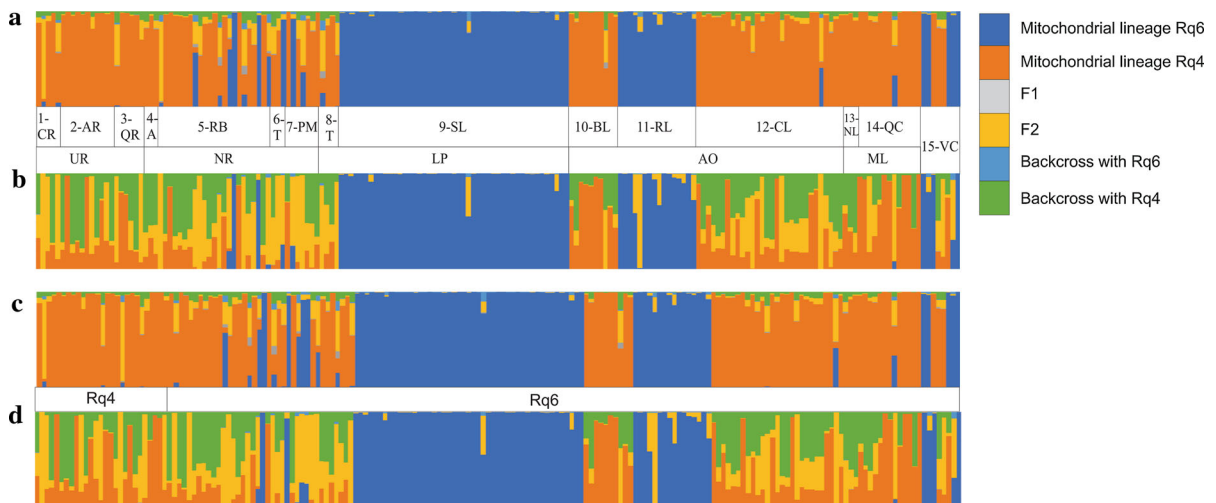 a
Mitochondrial lineage Rq6
Mitochondrial lineage Rq4
F1
F2
Backcross with Rq6
Backcross with Rq4
1-CR 2-AR 3-QR 4-A 5-RB 6-T 7-PM 8-T 9-SL 10-BL 11-RL 12-CL 13-NL 14-QC 15-VC
UR NR LP AO ML
b
c
Rq4 Rq6
d